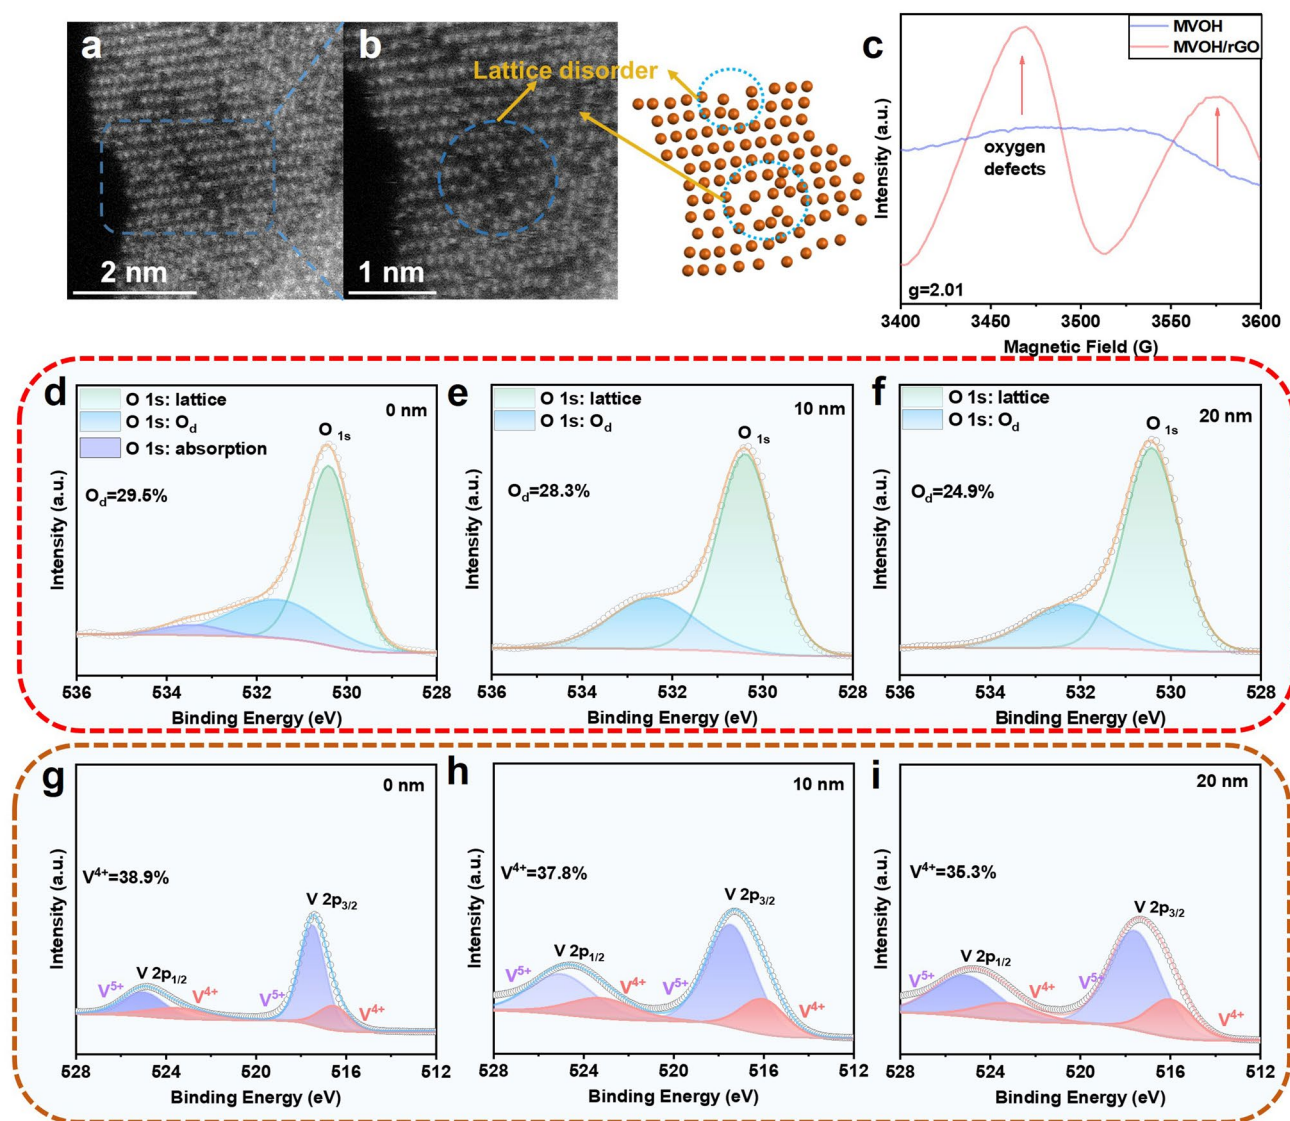 a
2 nm
b
Lattice disorder
1 nm
c
MVOH
MVOH/rGO
oxygen
defects
g=2.01
Intensity (a.u.)
3400 3450 3500 3550 3600
Magnetic Field (G)
d
O 1s: lattice
O 1s: Od
O 1s: absorption
0 nm
O 1s
Od=29.5%
Intensity (a.u.)
536 534 532 530 528
Binding Energy (eV)
e
O 1s: lattice
O 1s: Od
10 nm
O 1s
Od=28.3%
Intensity (a.u.)
536 534 532 530 528
Binding Energy (eV)
f
O 1s: lattice
O 1s: Od
20 nm
O 1s
Od=24.9%
Intensity (a.u.)
536 534 532 530 528
Binding Energy (eV)
g
0 nm
V4+=38.9%
V 2p3/2
V 2p1/2
V5+ V4+ V5+ V4+
Intensity (a.u.)
528 524 520 516 512
Binding Energy (eV)
h
10 nm
V4+=37.8%
V 2p3/2
V 2p1/2
V5+ V4+ V5+ V4+
Intensity (a.u.)
528 524 520 516 512
Binding Energy (eV)
i
20 nm
V4+=35.3%
V 2p3/2
V 2p1/2
V5+ V4+ V5+ V4+
Intensity (a.u.)
528 524 520 516 512
Binding Energy (eV)